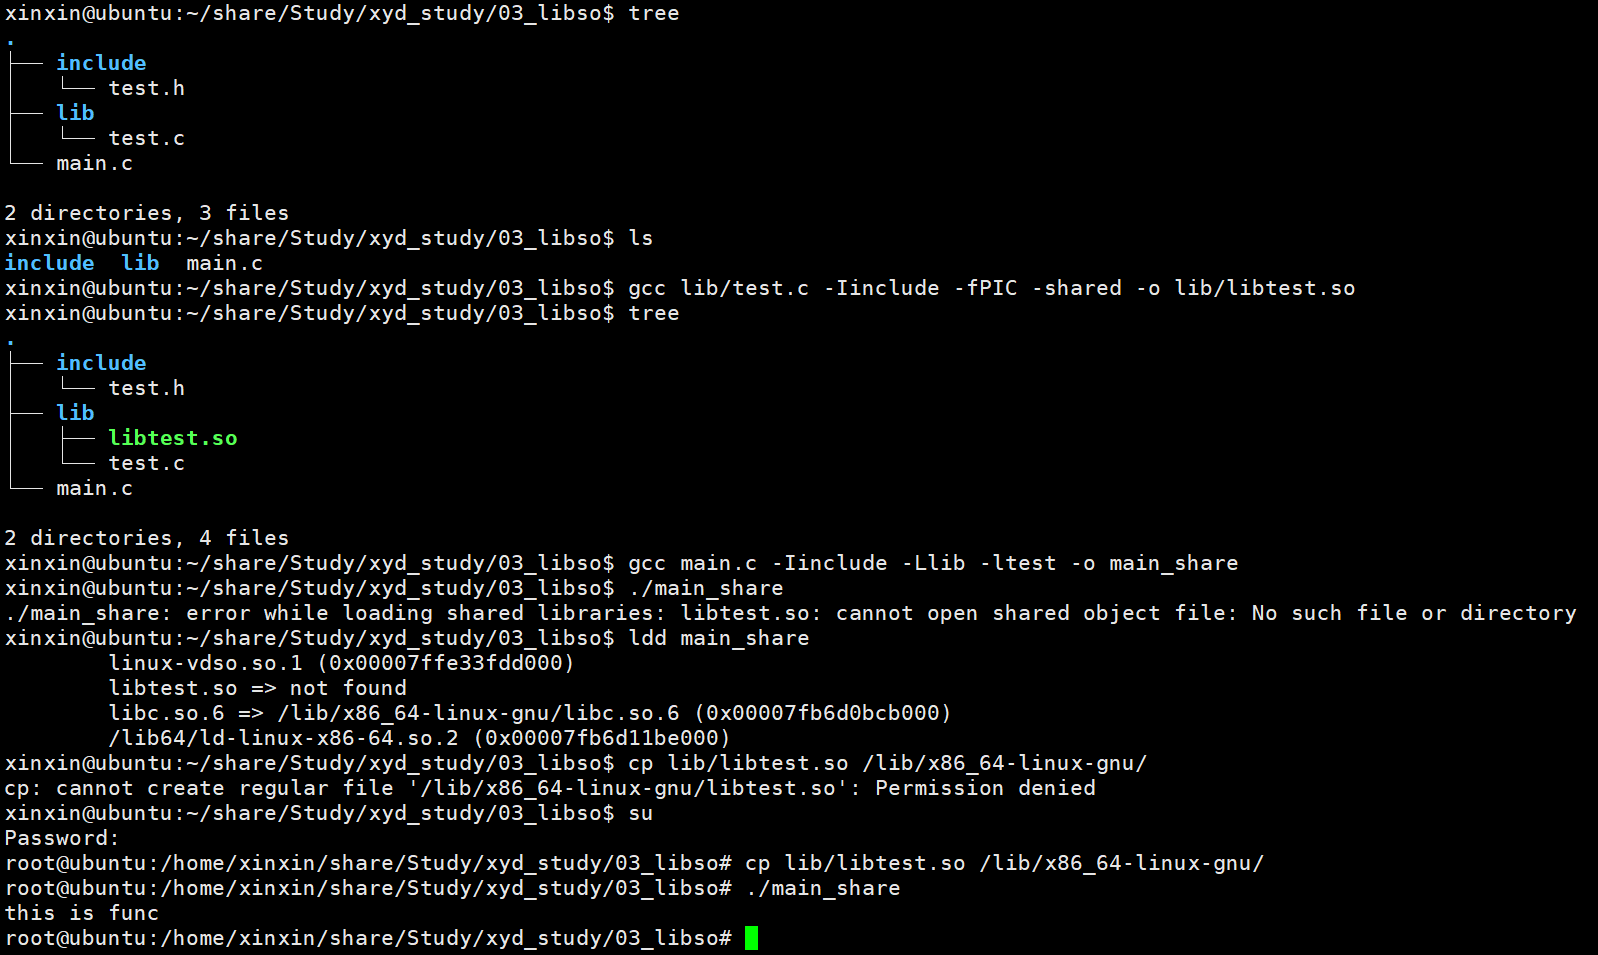 xinxin@ubuntu:~/share/Study/xyd_study/03_libso$ tree
.
├── include
│   └── test.h
├── lib
│   └── test.c
└── main.c
2 directories, 3 files
xinxin@ubuntu:~/share/Study/xyd_study/03_libso$ ls
include  lib  main.c
xinxin@ubuntu:~/share/Study/xyd_study/03_libso$ gcc lib/test.c -Iinclude -fPIC -shared -o lib/libtest.so
xinxin@ubuntu:~/share/Study/xyd_study/03_libso$ tree
.
├── include
│   └── test.h
├── lib
│   ├── libtest.so
│   └── test.c
└── main.c
2 directories, 4 files
xinxin@ubuntu:~/share/Study/xyd_study/03_libso$ gcc main.c -Iinclude -Llib -ltest -o main_share
xinxin@ubuntu:~/share/Study/xyd_study/03_libso$ ./main_share
./main_share: error while loading shared libraries: libtest.so: cannot open shared object file: No such file or directory
xinxin@ubuntu:~/share/Study/xyd_study/03_libso$ ldd main_share
        linux-vdso.so.1 (0x00007ffe33fdd000)
        libtest.so => not found
        libc.so.6 => /lib/x86_64-linux-gnu/libc.so.6 (0x00007fb6d0bcb000)
        /lib64/ld-linux-x86-64.so.2 (0x00007fb6d11be000)
xinxin@ubuntu:~/share/Study/xyd_study/03_libso$ cp lib/libtest.so /lib/x86_64-linux-gnu/
cp: cannot create regular file '/lib/x86_64-linux-gnu/libtest.so': Permission denied
xinxin@ubuntu:~/share/Study/xyd_study/03_libso$ su
Password:
root@ubuntu:/home/xinxin/share/Study/xyd_study/03_libso# cp lib/libtest.so /lib/x86_64-linux-gnu/
root@ubuntu:/home/xinxin/share/Study/xyd_study/03_libso# ./main_share
this is func
root@ubuntu:/home/xinxin/share/Study/xyd_study/03_libso#